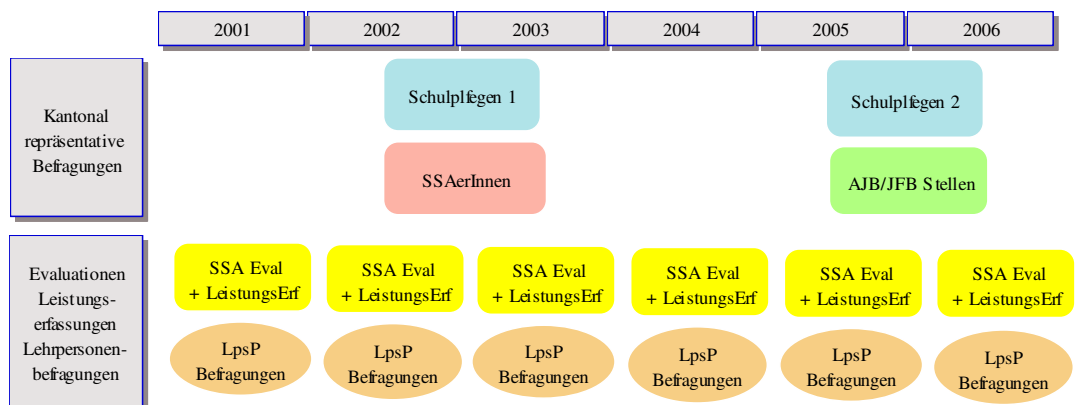 2001 2002 2003 2004 2005 2006
Kantonal
repräsentative
Befragungen
Schulplfegen 1
Schulplfegen 2
SSAerInnen
AJB/JFB Stellen
Evaluationen
Leistungs-
erfassungen
Lehrpersonen-
befragungen
SSA Eval
+ LeistungsErf
SSA Eval
+ LeistungsErf
SSA Eval
+ LeistungsErf
SSA Eval
+ LeistungsErf
SSA Eval
+ LeistungsErf
SSA Eval
+ LeistungsErf
LpsP
Befragungen
LpsP
Befragungen
LpsP
Befragungen
LpsP
Befragungen
LpsP
Befragungen
LpsP
Befragungen